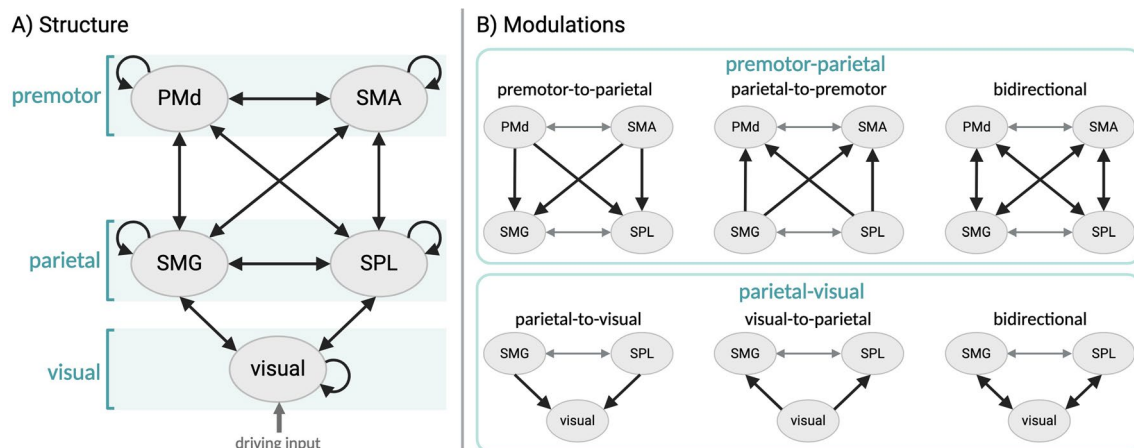 A) Structure
premotor
PMd
SMA
parietal
SMG
SPL
visual
visual
driving input
B) Modulations
premotor-parietal
premotor-to-parietal
parietal-to-premotor
bidirectional
PMd
SMA
PMd
SMA
PMd
SMA
SMG
SPL
SMG
SPL
SMG
SPL
parietal-visual
parietal-to-visual
visual-to-parietal
bidirectional
SMG
SPL
SMG
SPL
SMG
SPL
visual
visual
visual